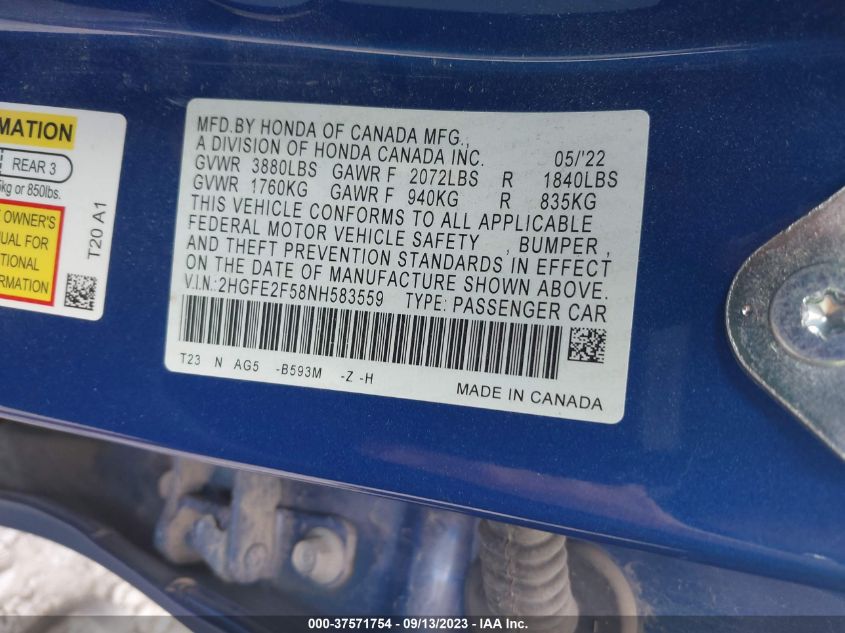 MATION
REAR 3
kg or 850lbs.
OWNER'S
UAL FOR
TIONAL
RMATION
T20 A1
MFD.BY HONDA OF CANADA MFG.,
A DIVISION OF HONDA CANADA INC. 05/'22
GVWR 3880LBS GAWR F 2072LBS R 1840LBS
GVWR 1760KG GAWR F 940KG R 835KG
THIS VEHICLE CONFORMS TO ALL APPLICABLE
FEDERAL MOTOR VEHICLE SAFETY , BUMPER,
AND THEFT PREVENTION STANDARDS IN EFFECT
ON THE DATE OF MANUFACTURE SHOWN ABOVE.
V.I.N.:2HGFE2F58NH583559 TYPE: PASSENGER CAR
T23 N AG5 -B593M -Z -H
MADE IN CANADA
000-37571754 - 09/13/2023 - IAA Inc.